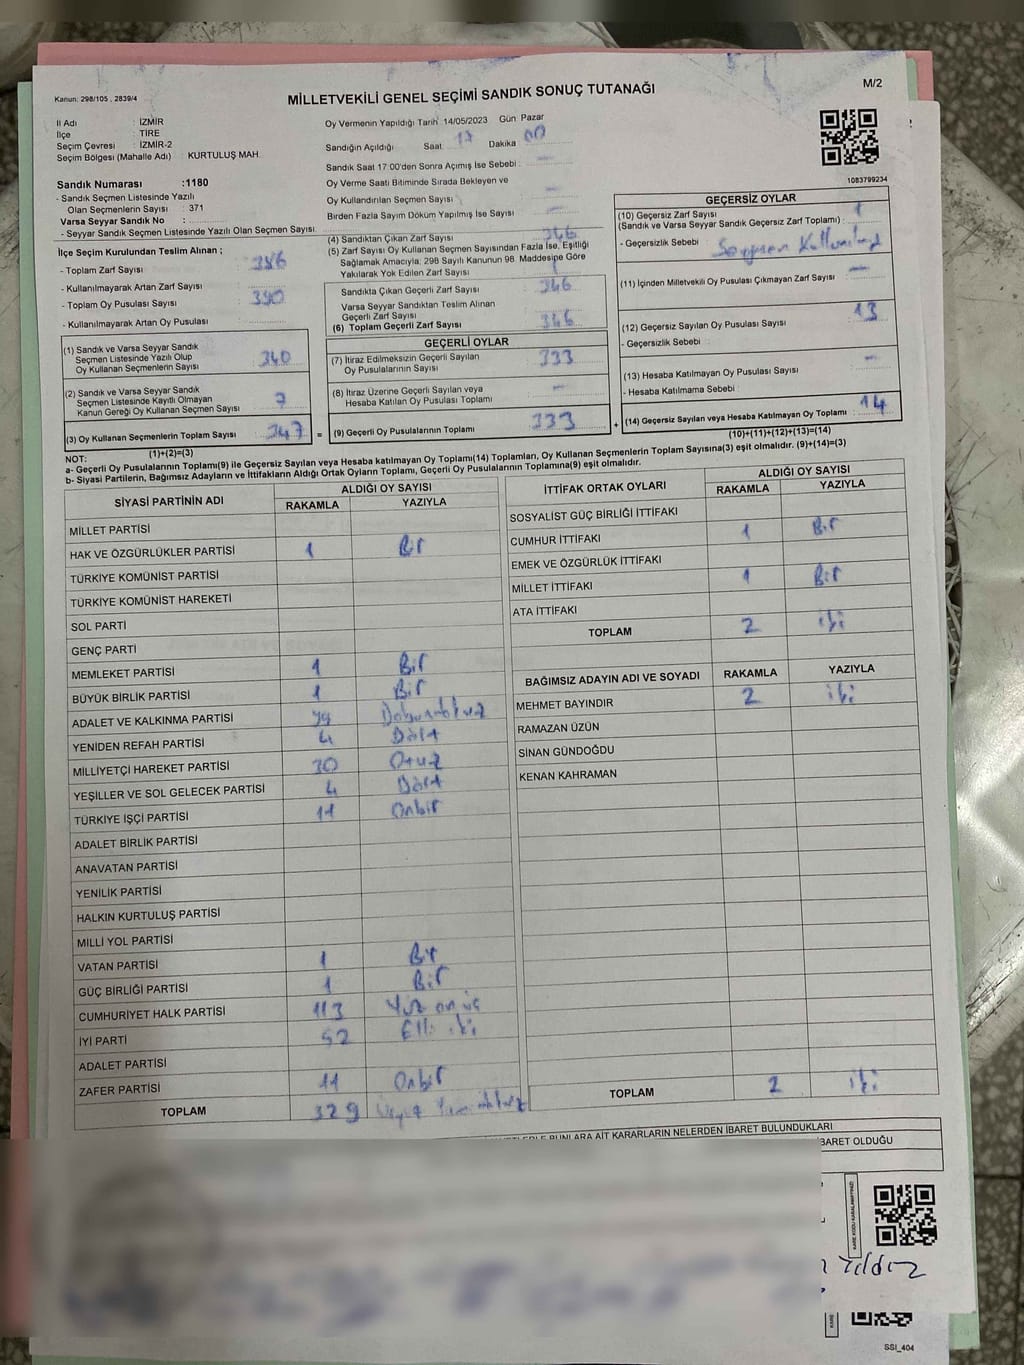 M/2
Kanun: 298/105 , 2839/4
MİLLETVEKİLİ GENEL SEÇİMİ SANDIK SONUÇ TUTANAĞI
İl Adı : İZMİR
İlçe : TİRE
Seçim Çevresi : İZMİR-2
Seçim Bölgesi (Mahalle Adı) : KURTULUŞ MAH.
Sandık Numarası :1180
- Sandık Seçmen Listesinde Yazılı
Olan Seçmenlerin Sayısı : 371
Varsa Seyyar Sandık No :
- Seyyar Sandık Seçmen Listesinde Yazılı Olan Seçmen Sayısı
Oy Vermenin Yapıldığı Tarih 14/05/2023 Gün Pazar
Sandığın Açıldığı Saat 17 Dakika 00
Sandık Saat 17:00'den Sonra Açımış İse Sebebi : —
Oy Verme Saati Bitiminde Sırada Bekleyen ve
Oy Kullandırılan Seçmen Sayısı : —
Birden Fazla Sayım Döküm Yapılmış İse Sayısı —
1083799234
İlçe Seçim Kurulundan Teslim Alınan ;
- Toplam Zarf Sayısı :
- Kullanılmayarak Artan Zarf Sayısı :
- Toplam Oy Pusulası Sayısı : 390
- Kullanılmayarak Artan Oy Pusulası :
(4) Sandıktan Çıkan Zarf Sayısı : 346
(5) Zarf Sayısı Oy Kullanan Seçmen Sayısından Fazla İse, Eşitliği
Sağlamak Amacıyla, 298 Sayılı Kanunun 98 Maddesine Göre
Yakılarak Yok Edilen Zarf Sayısı
Sandıkta Çıkan Geçerli Zarf Sayısı : 346
Varsa Seyyar Sandıktan Teslim Alınan
Geçerli Zarf Sayısı
(6) Toplam Geçerli Zarf Sayısı : 346
GEÇERSİZ OYLAR
(10) Geçersiz Zarf Sayısı 1
(Sandık ve Varsa Seyyar Sandık Geçersiz Zarf Toplamı) :
- Geçersizlik Sebebi :
(11) İçinden Milletvekili Oy Pusulası Çıkmayan Zarf Sayısı —
(12) Geçersiz Sayılan Oy Pusulası Sayısı : 13
- Geçersizlik Sebebi :
(13) Hesaba Katılmayan Oy Pusulası Sayısı : —
- Hesaba Katılmama Sebebi :
(14) Geçersiz Sayılan veya Hesaba Katılmayan Oy Toplamı : 14
(10)+(11)+(12)+(13)=(14)
(1) Sandık ve Varsa Seyyar Sandık
Seçmen Listesinde Yazılı Olup
Oy Kullanan Seçmenlerin Sayısı : 340
(2) Sandık ve Varsa Seyyar Sandık
Seçmen Listesinde Kayıtlı Olmayan
Kanun Gereği Oy Kullanan Seçmen Sayısı : 7
(3) Oy Kullanan Seçmenlerin Toplam Sayısı : 347 =
(1)+(2)=(3)
GEÇERLİ OYLAR
(7) İtiraz Edilmeksizin Geçerli Sayılan
Oy Pusulalarının Sayısı : 333
(8) İtiraz Üzerine Geçerli Sayılan veya
Hesaba Katılan Oy Pusulası Toplamı : —
(9) Geçerli Oy Pusulalarının Toplamı : 333 +
NOT:
a- Geçerli Oy Pusulalarının Toplamı(9) ile Geçersiz Sayılan veya Hesaba katılmayan Oy Toplamı(14) Toplamları, Oy Kullanan Seçmenlerin Toplam Sayısına(3) eşit olmalıdır. (9)+(14)=(3)
b- Siyasi Partilerin, Bağımsız Adayların ve İttifakların Aldığı Ortak Oyların Toplamı, Geçerli Oy Pusulalarının Toplamına(9) eşit olmalıdır.
SİYASİ PARTİNİN ADI ALDIĞI OY SAYISI
RAKAMLA YAZIYLA
MİLLET PARTİSİ
HAK VE ÖZGÜRLÜKLER PARTİSİ 1 Bir
TÜRKİYE KOMÜNİST PARTİSİ
TÜRKİYE KOMÜNİST HAREKETİ
SOL PARTİ
GENÇ PARTİ
MEMLEKET PARTİSİ 1 Bir
BÜYÜK BİRLİK PARTİSİ 1 Bir
ADALET VE KALKINMA PARTİSİ 99
YENİDEN REFAH PARTİSİ 4 Dört
MİLLİYETÇİ HAREKET PARTİSİ 30 Otuz
YEŞİLLER VE SOL GELECEK PARTİSİ 4 Dört
TÜRKİYE İŞÇİ PARTİSİ 11 Onbir
ADALET BİRLİK PARTİSİ
ANAVATAN PARTİSİ
YENİLİK PARTİSİ
HALKIN KURTULUŞ PARTİSİ
MİLLİ YOL PARTİSİ
VATAN PARTİSİ 1 Bir
GÜÇ BİRLİĞİ PARTİSİ 1 Bir
CUMHURİYET HALK PARTİSİ 113 Yüz on üç
İYİ PARTİ 52 Elli iki
ADALET PARTİSİ
ZAFER PARTİSİ 11 Onbir
TOPLAM 329
İTTİFAK ORTAK OYLARI ALDIĞI OY SAYISI
RAKAMLA YAZIYLA
SOSYALİST GÜÇ BİRLİĞİ İTTİFAKI
CUMHUR İTTİFAKI 1 Bir
EMEK VE ÖZGÜRLÜK İTTİFAKI
MİLLET İTTİFAKI 1 Bir
ATA İTTİFAKI
TOPLAM 2 iki
BAĞIMSIZ ADAYIN ADI VE SOYADI RAKAMLA YAZIYLA
MEHMET BAYINDIR 2 iki
RAMAZAN ÜZÜN
SİNAN GÜNDOĞDU
KENAN KAHRAMAN
TOPLAM 2 iki
BUNLARA AİT KARARLARIN NELERDEN İBARET BULUNDUKLARI
İBARET OLDUĞU
SSI_404